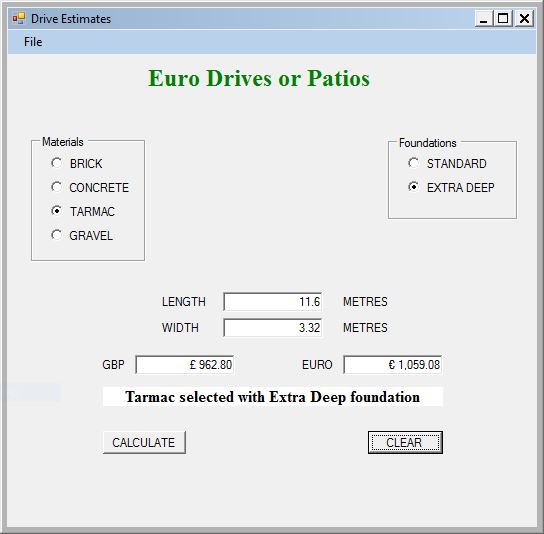 Drive Estimates
File
Euro Drives or Patios
Materials
BRICK
CONCRETE
TARMAC
GRAVEL
Foundations
STANDARD
EXTRA DEEP
LENGTH 11.6 METRES
WIDTH 3.32 METRES
GBP £ 962.80 EURO € 1,059.08
Tarmac selected with Extra Deep foundation
CALCULATE CLEAR